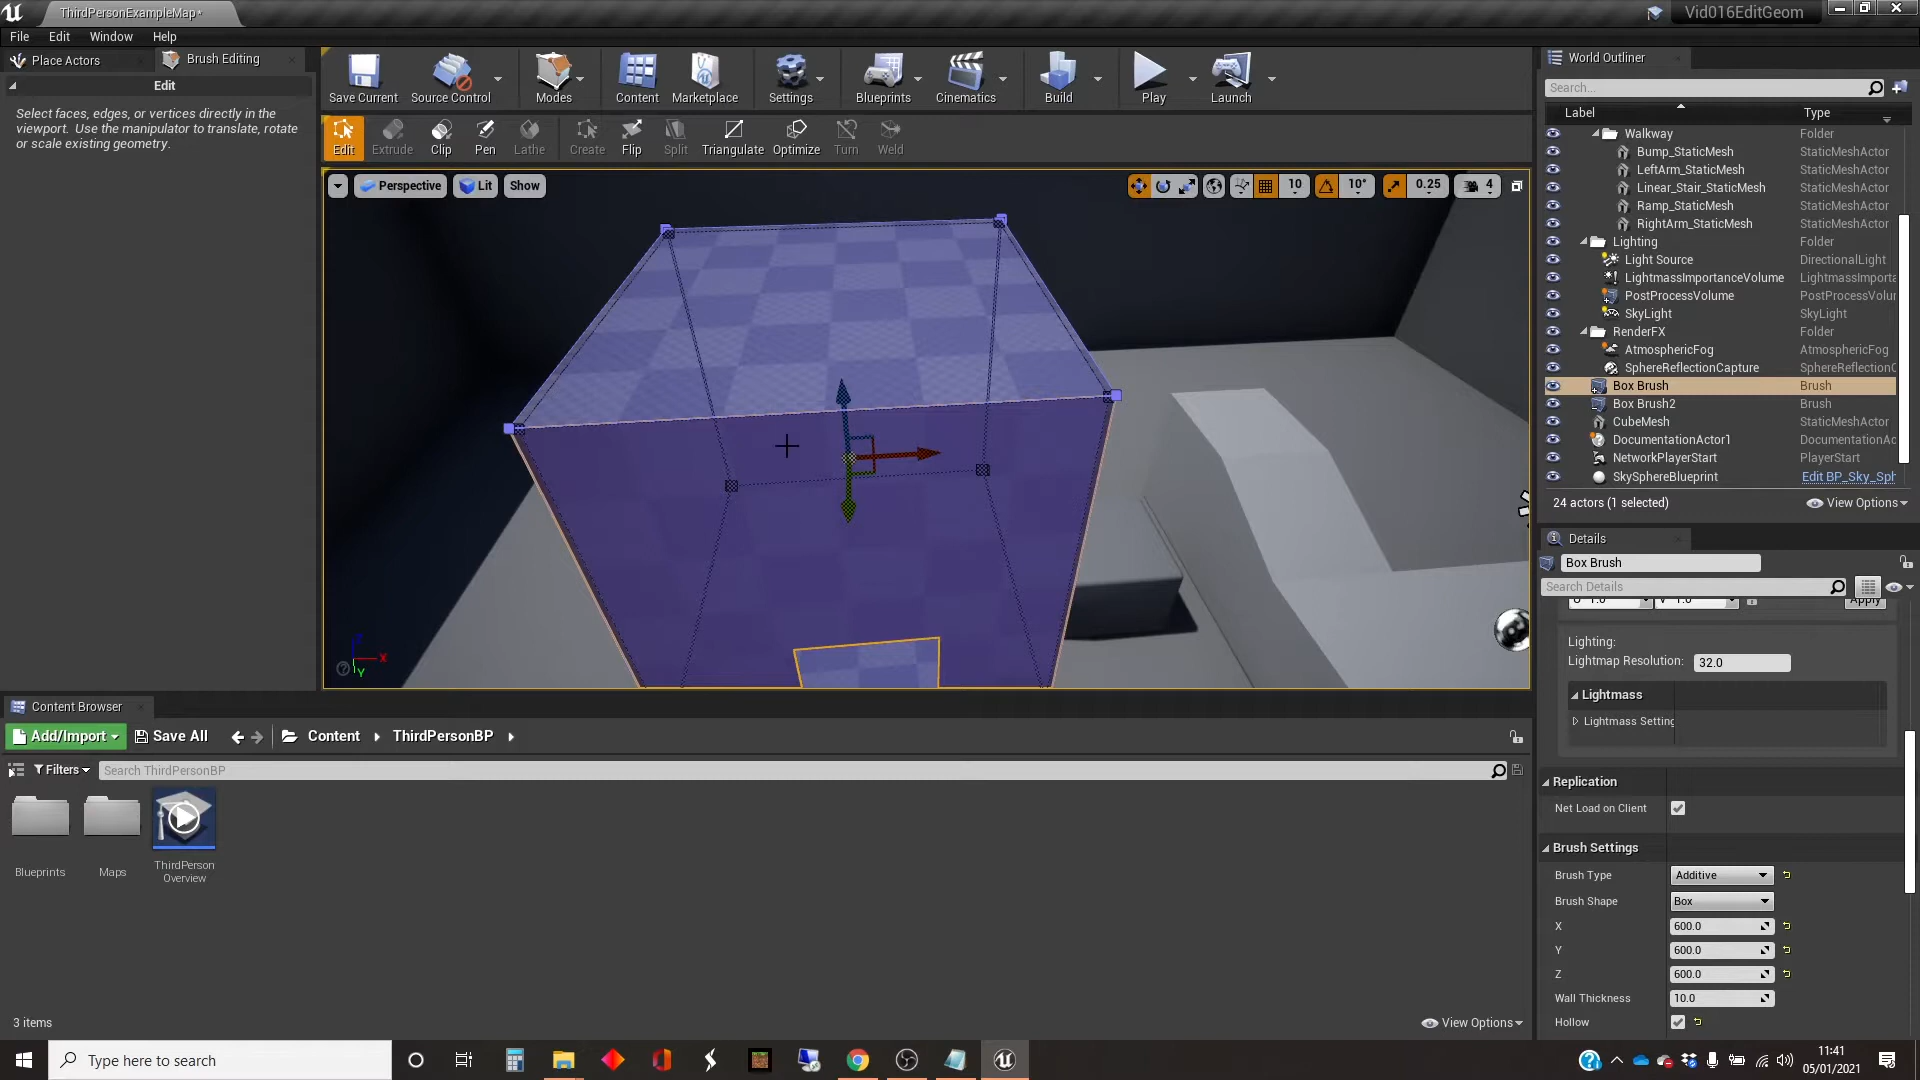 ThirdPersonExampleMap*
Vid016EditGeom
File Edit Window Help
Place Actors
Brush Editing
Edit
Select faces, edges, or vertices directly in the
viewport. Use the manipulator to translate, rotate
or scale existing geometry.
Save Current Source Control Modes Content Marketplace Settings Blueprints Cinematics Build Play Launch
Edit Extrude Clip Pen Lathe Create Flip Split Triangulate Optimize Turn Weld
Perspective Lit Show
10 10° 0.25 4
X
Y
World Outliner
Search...
Label Type
Walkway Folder
Bump_StaticMesh StaticMeshActor
LeftArm_StaticMesh StaticMeshActor
Linear_Stair_StaticMesh StaticMeshActor
Ramp_StaticMesh StaticMeshActor
RightArm_StaticMesh StaticMeshActor
Lighting Folder
Light Source DirectionalLight
LightmassImportanceVolume LightmassImporta
PostProcessVolume PostProcessVolur
SkyLight SkyLight
RenderFX Folder
AtmosphericFog AtmosphericFog
SphereReflectionCapture SphereReflectionC
Box Brush Brush
Box Brush2 Brush
CubeMesh StaticMeshActor
DocumentationActor1 DocumentationAc
NetworkPlayerStart PlayerStart
SkySphereBlueprint Edit BP_Sky_Sph
24 actors (1 selected) View Options
Details
Box Brush
Search Details
U 1.0 V 1.0 Apply
Lighting:
Lightmap Resolution: 32.0
Lightmass
Lightmass Setting
Replication
Net Load on Client
Brush Settings
Brush Type Additive
Brush Shape Box
X 600.0
Y 600.0
Z 600.0
Wall Thickness 10.0
Hollow
Content Browser
Add/Import Save All Content ThirdPersonBP
Filters Search ThirdPersonBP
Blueprints Maps ThirdPerson
Overview
3 items View Options
Type here to search
11:41
05/01/2021